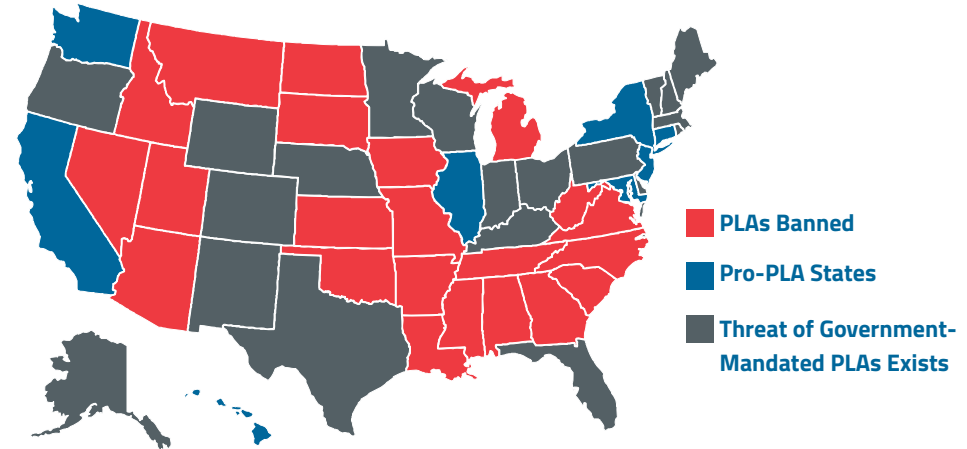 PLAs Banned
Pro-PLA States
Threat of Government-
Mandated PLAs Exists